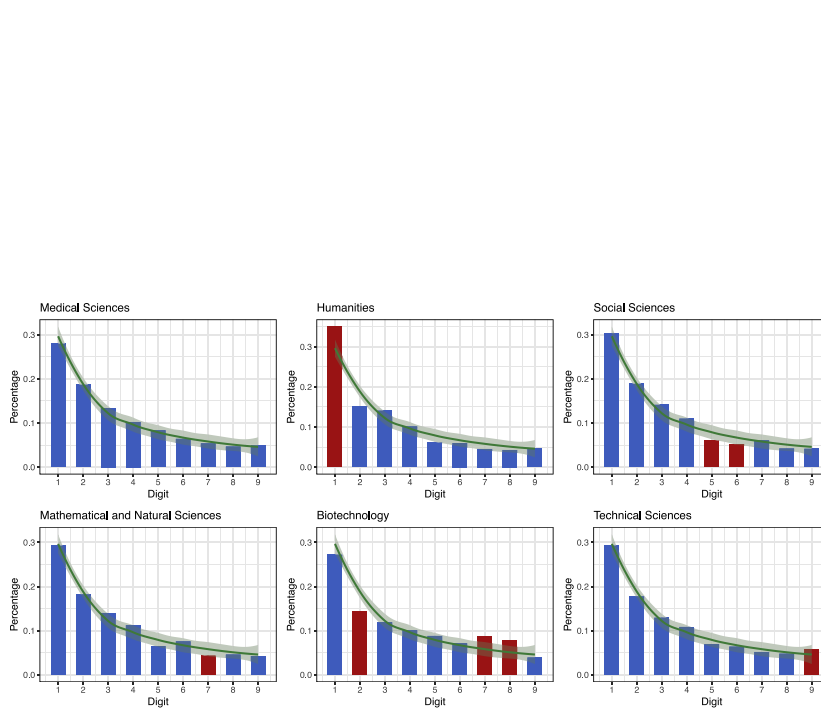 Medical Sciences
Humanities
Social Sciences
Percentage
0.3
0.2
0.1
0.0
1 2 3 4 5 6 7 8 9
Digit
Percentage
0.3
0.2
0.1
0.0
1 2 3 4 5 6 7 8 9
Digit
Percentage
0.3
0.2
0.1
0.0
1 2 3 4 5 6 7 8 9
Digit
Mathematical and Natural Sciences
Biotechnology
Technical Sciences
Percentage
0.3
0.2
0.1
0.0
1 2 3 4 5 6 7 8 9
Digit
Percentage
0.3
0.2
0.1
0.0
1 2 3 4 5 6 7 8 9
Digit
Percentage
0.3
0.2
0.1
0.0
1 2 3 4 5 6 7 8 9
Digit